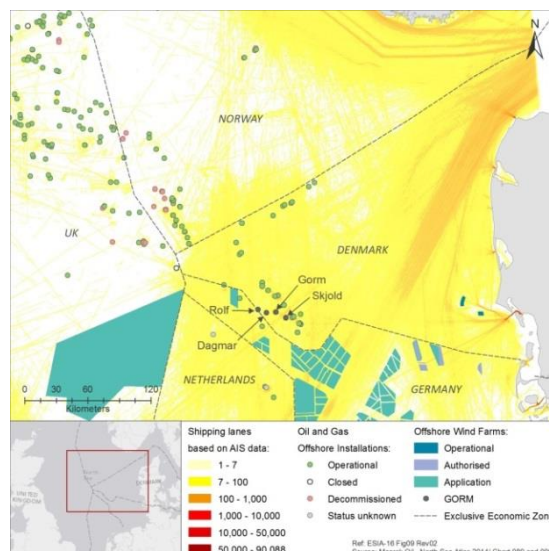 N
NORWAY
UK
DENMARK
Gorm
Rolf
Skjold
Dagmar
NETHERLANDS
GERMANY
0 30 60 120
Kilometers
Shipping lanes
based on AIS data:
1 - 7
7 - 100
100 - 1,000
1,000 - 10,000
10,000 - 50,000
50,000 - 90,088
Oil and Gas
Offshore Installations:
Operational
Closed
Decommissioned
Status unknown
Offshore Wind Farms:
Operational
Authorised
Application
GORM
Exclusive Economic Zon
UNITED
KINGDOM
Ref: ESIA-16 Fig09 Rev02